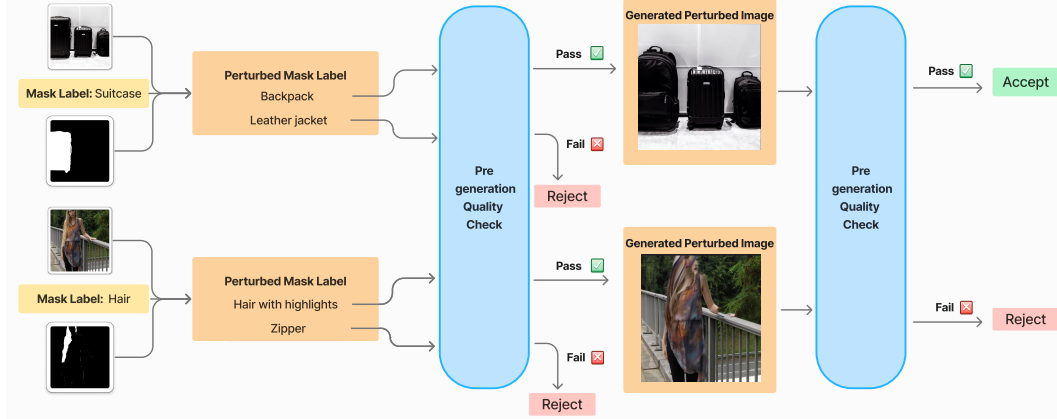 Mask Label: Suitcase
Perturbed Mask Label
Backpack
Leather jacket
Pre
generation
Quality
Check
Pass
Fail
Reject
Generated Perturbed Image
Pre
generation
Quality
Check
Pass
Accept
Mask Label: Hair
Perturbed Mask Label
Hair with highlights
Zipper
Pass
Fail
Reject
Generated Perturbed Image
Fail
Reject